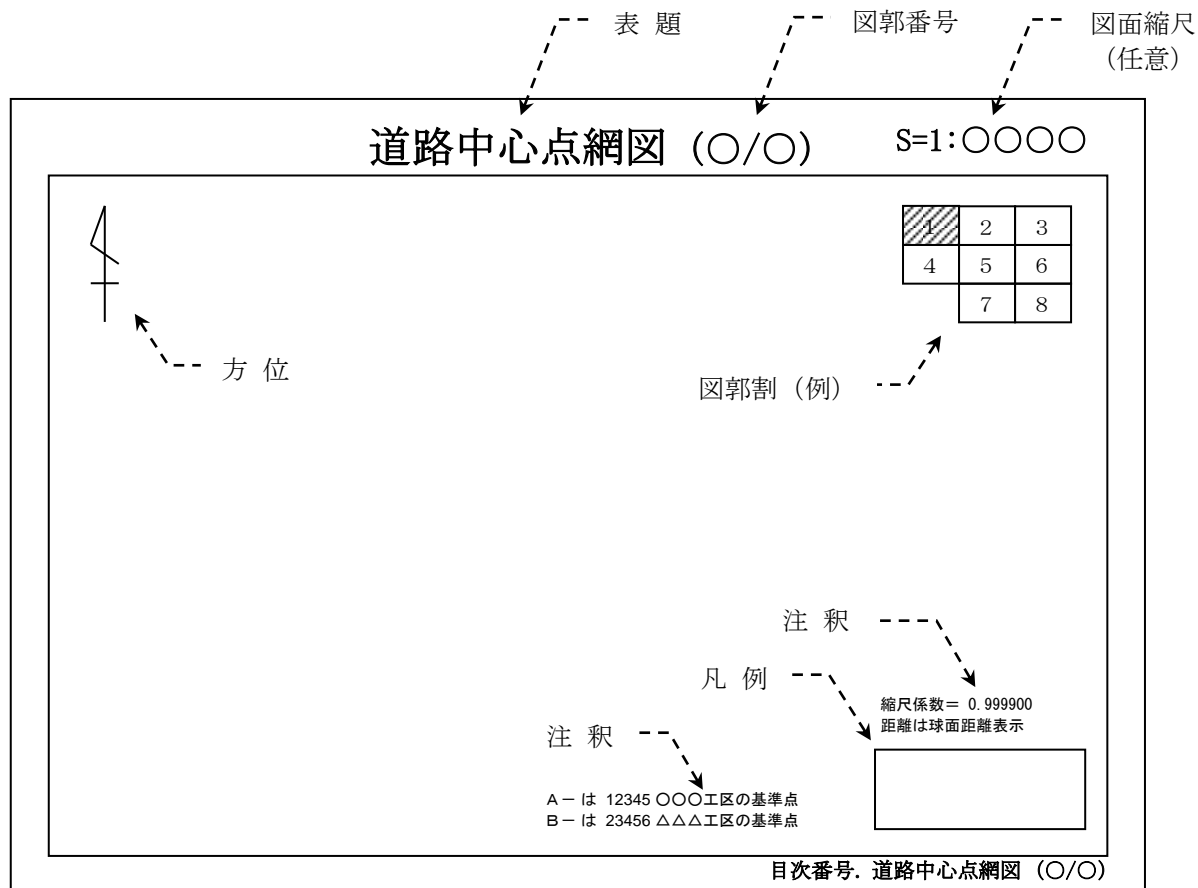 表 題
図郭番号
図面縮尺
(任意)
道路中心点網図 (○/○)
S=1:○○○○
1 2 3
4 5 6
7 8
方 位
図郭割 (例)
注 釈
凡 例
縮尺係数= 0.999900
距離は球面距離表示
注 釈
A-は 12345 ○○○工区の基準点
B-は 23456 △△△工区の基準点
目次番号. 道路中心点網図 (○/○)